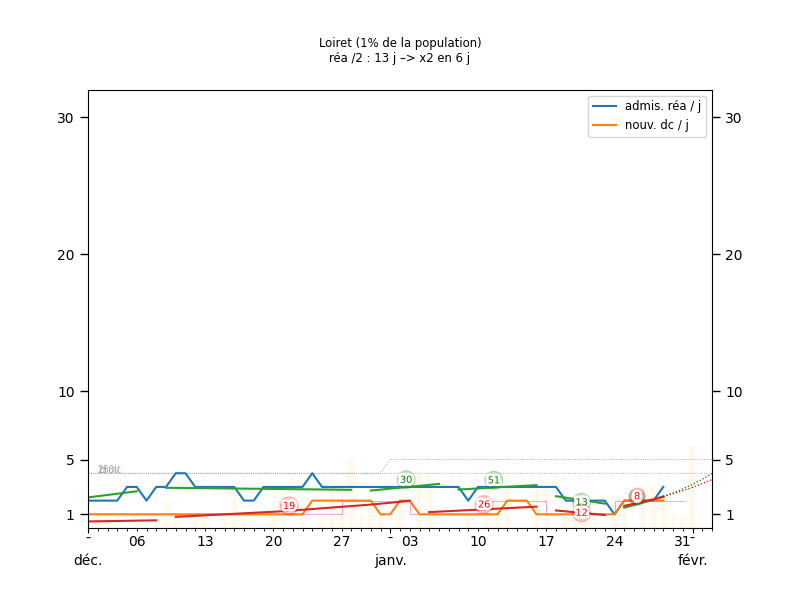 Loiret (1% de la population)
réa /2 : 13 j –> x2 en 6 j
admis. réa / j
nouv. dc / j
30 30
20 20
10 10
5 5
1 1
30 51 13
19 26 12 8
- 06 13 20 27 - 03 10 17 24 31 -
déc. janv. févr.